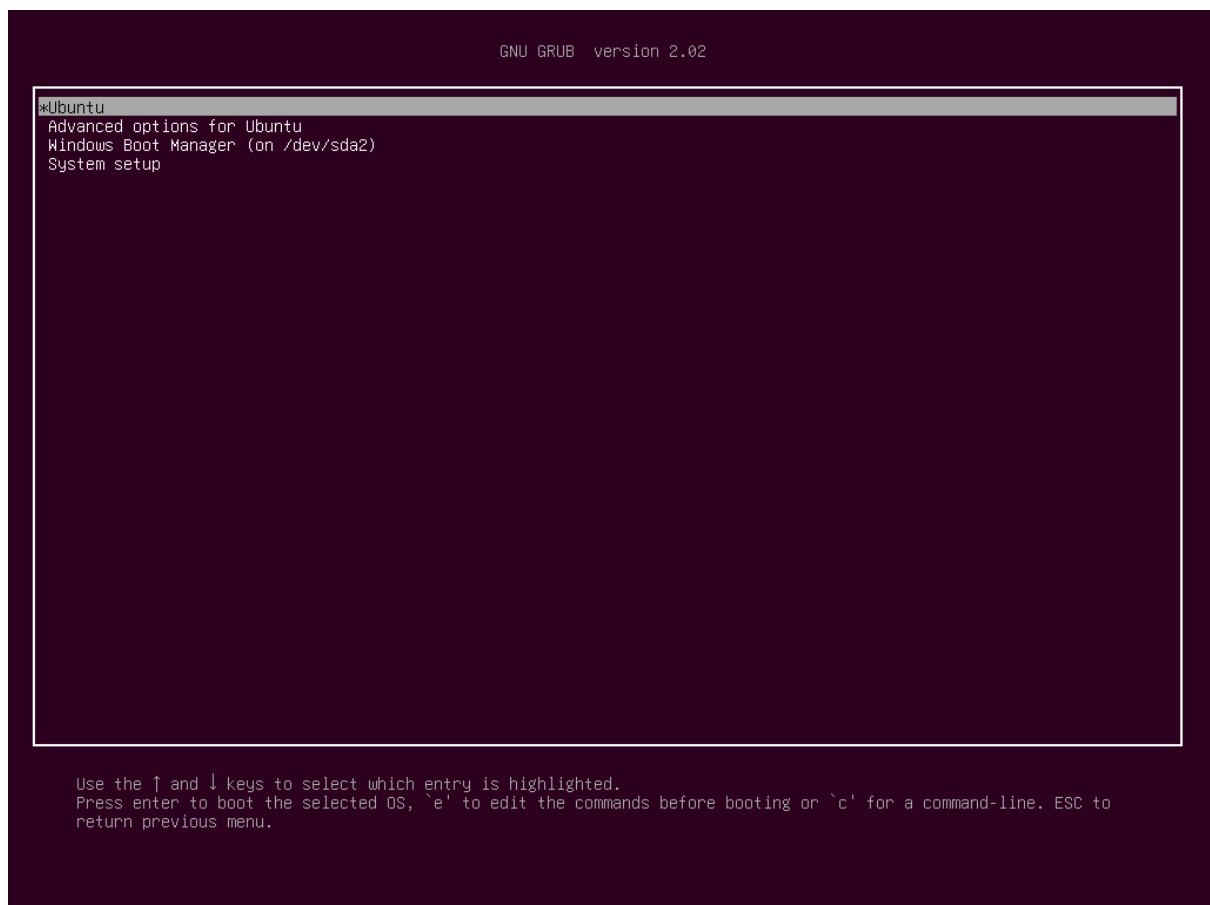 GNU GRUB  version 2.02
*Ubuntu
Advanced options for Ubuntu
Windows Boot Manager (on /dev/sda2)
System setup
Use the ↑ and ↓ keys to select which entry is highlighted.
Press enter to boot the selected OS, `e' to edit the commands before booting or `c' for a command-line. ESC to
return previous menu.